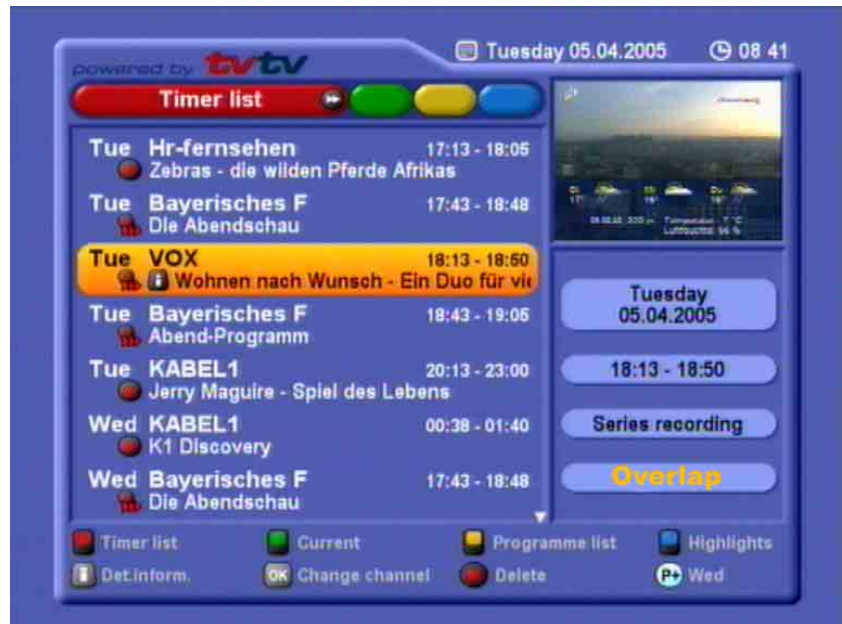 powered by tvtv
Tuesday 05.04.2005 08 41
Timer list
Tue Hr-fernsehen 17:13 - 18:05
Zebras - die wilden Pferde Afrikas
Tue Bayerisches F 17:43 - 18:48
Die Abendschau
Tue VOX 18:13 - 18:50
i Wohnen nach Wunsch - Ein Duo für vie
Tue Bayerisches F 18:43 - 19:05
Abend-Programm
Tue KABEL1 20:13 - 23:00
Jerry Maguire - Spiel des Lebens
Wed KABEL1 00:38 - 01:40
K1 Discovery
Wed Bayerisches F 17:43 - 18:48
Die Abendschau
Tuesday
05.04.2005
18:13 - 18:50
Series recording
Overlap
Timer list Current Programme list Highlights
i Det.inform. OK Change channel Delete P+ Wed